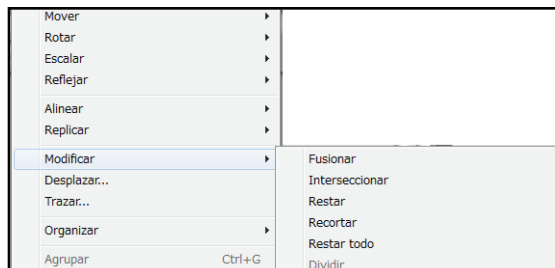 Mover
Rotar
Escalar
Reflejar
Alinear
Replicar
Modificar
Desplazar...
Trazar...
Organizar
Agrupar Ctrl+G
Fusionar
Interseccionar
Restar
Recortar
Restar todo
Dividir